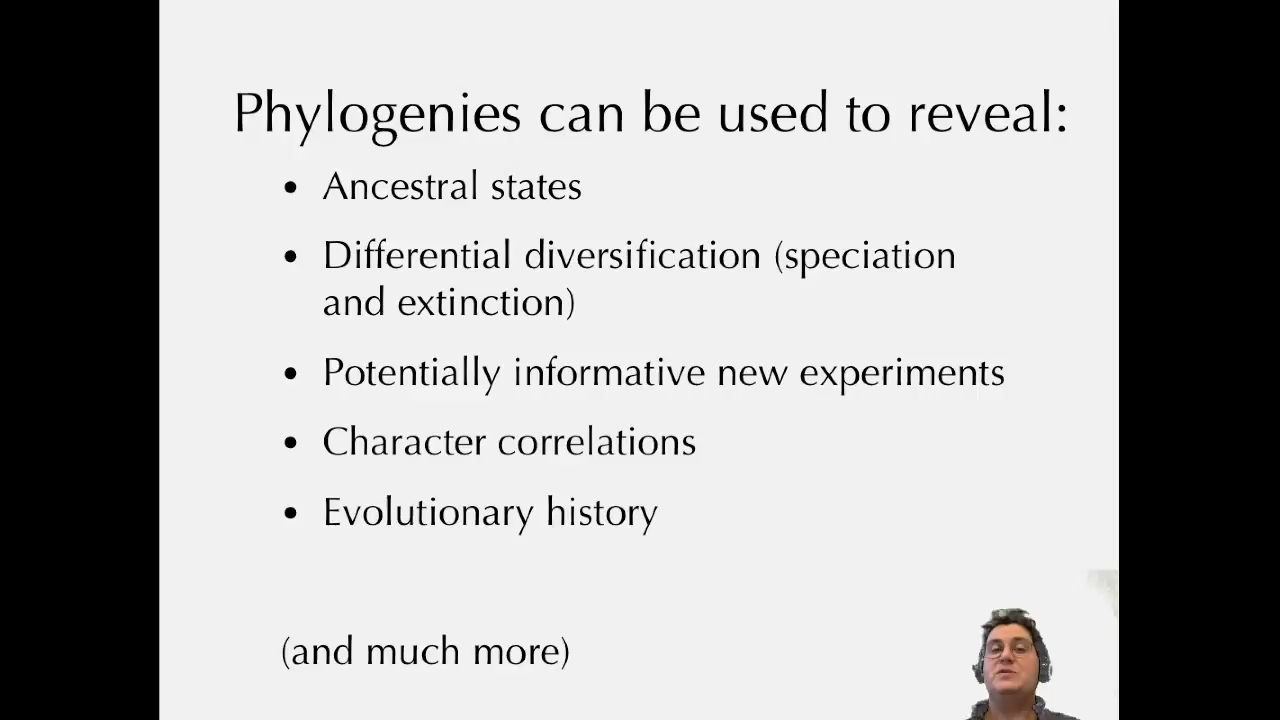 Phylogenies can be used to reveal:
• Ancestral states
• Differential diversification (speciation
and extinction)
• Potentially informative new experiments
• Character correlations
• Evolutionary history
(and much more)